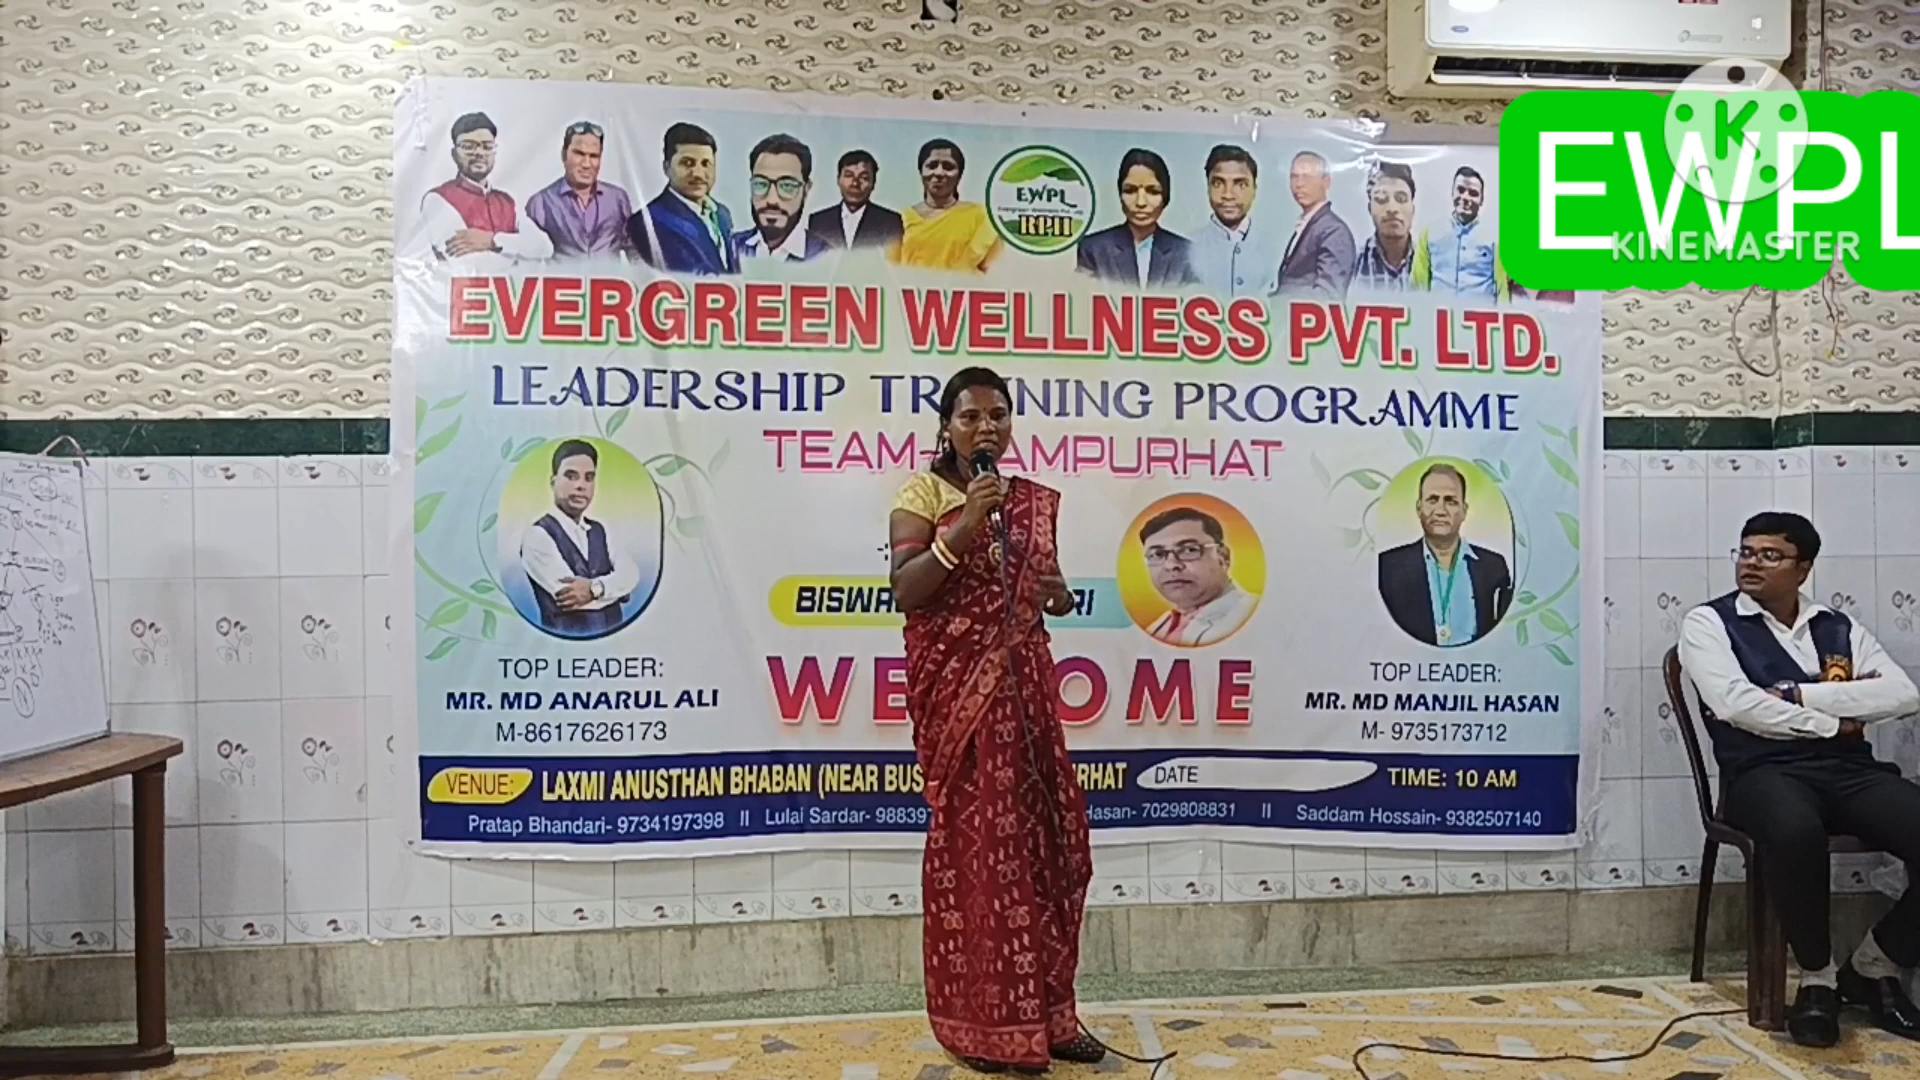 EWPL
KINEMASTER
EWPL
RPH
EVERGREEN WELLNESS PVT. LTD.
LEADERSHIP TR NING PROGRAMME
TEAM- AMPURHAT
BISWA RI
WE OME
TOP LEADER:
MR. MD ANARUL ALI
M-8617626173
TOP LEADER:
MR. MD MANJIL HASAN
M- 9735173712
VENUE: LAXMI ANUSTHAN BHABAN (NEAR BUS RHAT DATE TIME: 10 AM
Pratap Bhandari- 9734197398 || Lulai Sardar- 98839 Hasan- 7029808831 || Saddam Hossain- 9382507140